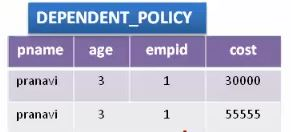 DEPENDENT_POLICY
pname age empid cost
pranavi 3 1 30000
pranavi 3 1 55555